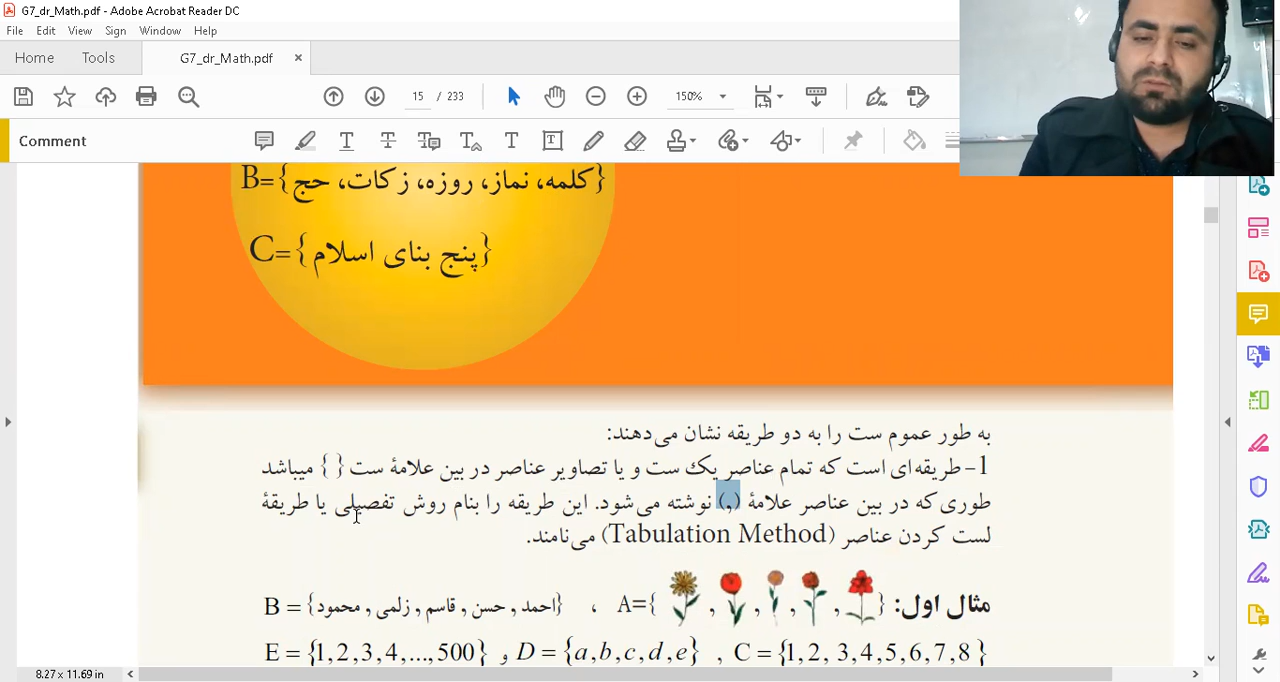 G7_dr_Math.pdf - Adobe Acrobat Reader DC
File Edit View Sign Window Help
Home Tools G7_dr_Math.pdf ×
15 / 233 150%
Comment
B={کلمه، نماز، روزه، زکات، حج}
C={پنج بنای اسلام}
به طور عموم ست را به دو طریقه نشان می‌دهند:
1- طریقه‌ای است که تمام عناصر یک ست و یا تصاویر عناصر در بین علامهٔ ست { } میباشد
طوری‌که در بین عناصر علامهٔ (,) نوشته می‌شود. این طریقه را بنام روش تفصیلی یا طریقهٔ
لست کردن عناصر (Tabulation Method) می‌نامند.
مثال اول: A={ , , , , } ، B = {احمد, حسن, قاسم, زلمی, محمود}
E = {1,2,3,4,...,500} و D = {a,b,c,d,e} , C = {1,2, 3,4,5,6,7,8}
8.27 x 11.69 in